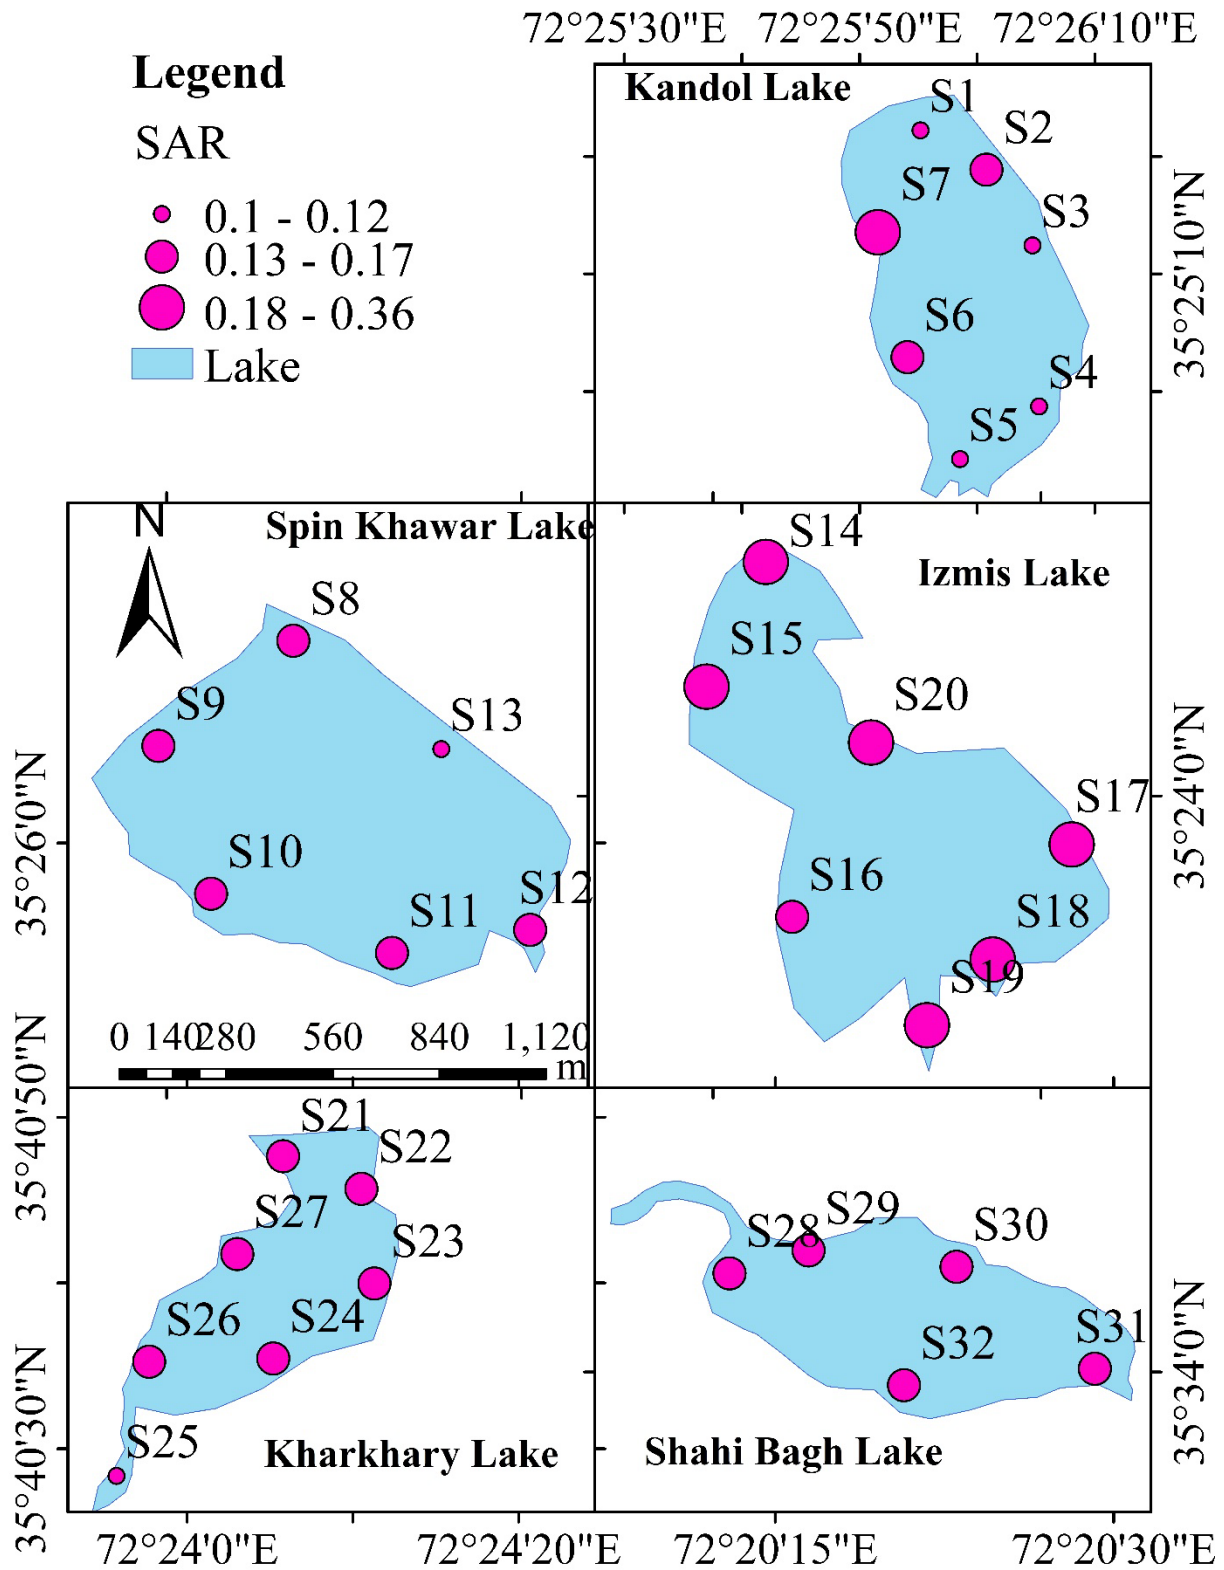 72°25'30"E 72°25'50"E 72°26'10"E
Legend
SAR
0.1 - 0.12
0.13 - 0.17
0.18 - 0.36
Lake
Kandol Lake
S1
S2
S7
S3
S6
S4
S5
35°25'10"N
N
Spin Khawar Lake
S8
S9
S13
S10
S11
S12
35°26'0"N
0 140 280 560 840 1,120
m
Izmis Lake
S14
S15
S20
S17
S16
S18
S19
35°24'0"N
S21
S22
S27
S23
S26
S24
S25
Kharkhary Lake
35°40'50"N
35°40'30"N
72°24'0"E 72°24'20"E
S28
S29
S30
S31
S32
Shahi Bagh Lake
35°34'0"N
72°20'15"E 72°20'30"E